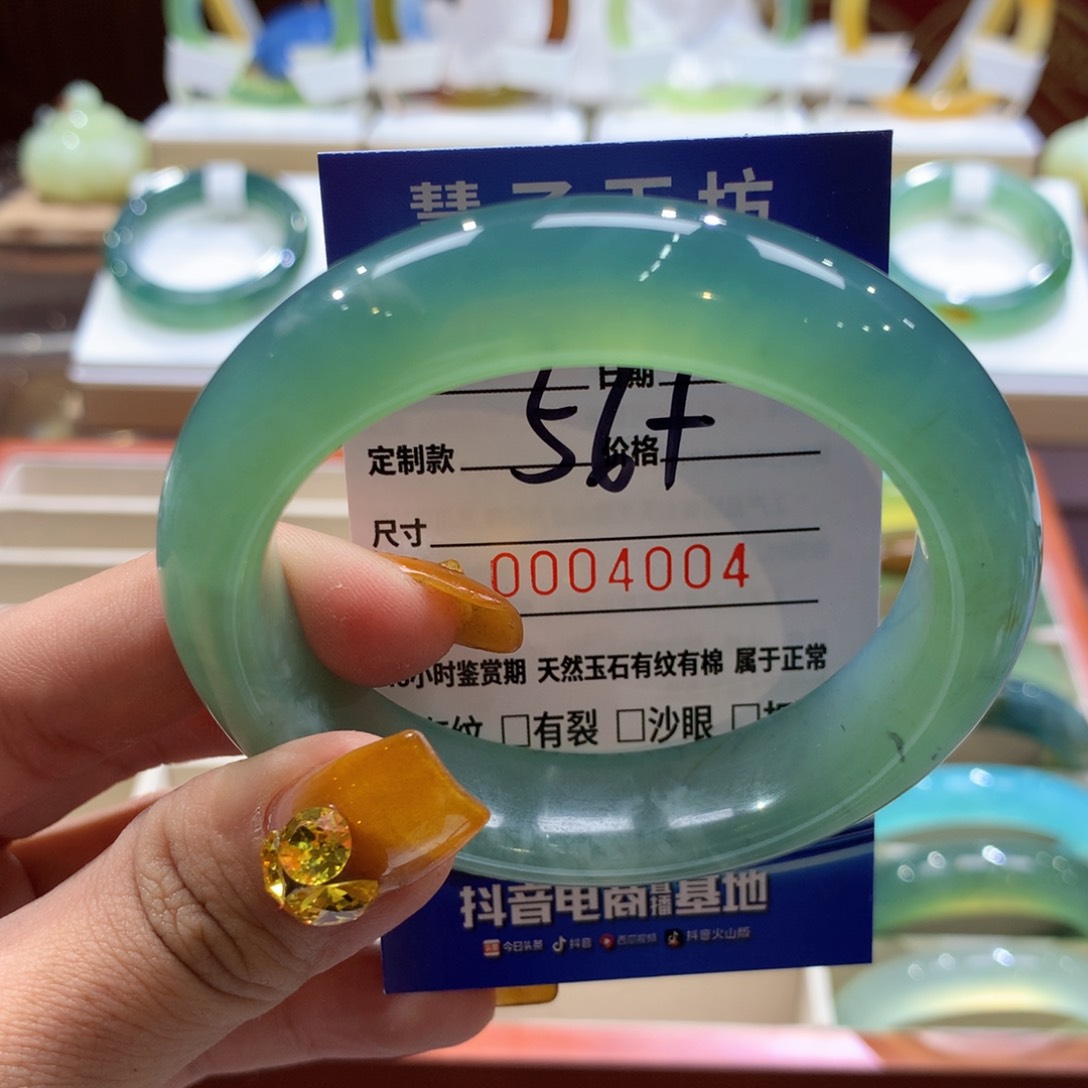 日期
56+
定制款 价格
尺寸
0004004
小时鉴赏期 天然玉石有纹有棉 属于正常
纹 □有裂 □沙眼
抖音电商直播基地
今日头条 抖音 西瓜视频 抖音火山版